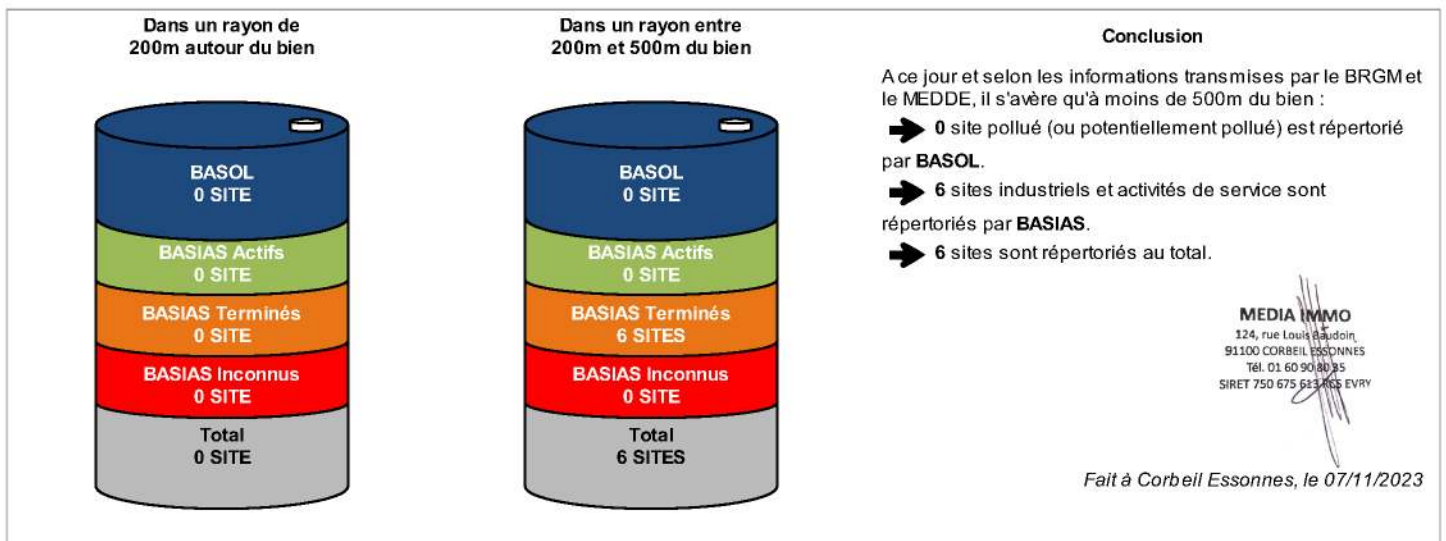 Dans un rayon de
200m autour du bien
BASOL
0 SITE
BASIAS Actifs
0 SITE
BASIAS Terminés
0 SITE
BASIAS Inconnus
0 SITE
Total
0 SITE
Dans un rayon entre
200m et 500m du bien
BASOL
0 SITE
BASIAS Actifs
0 SITE
BASIAS Terminés
6 SITES
BASIAS Inconnus
0 SITE
Total
6 SITES
Conclusion
A ce jour et selon les informations transmises par le BRGM et
le MEDDE, il s'avère qu'à moins de 500m du bien :
0 site pollué (ou potentiellement pollué) est répertorié
par BASOL.
6 sites industriels et activités de service sont
répertoriés par BASIAS.
6 sites sont répertoriés au total.
MEDIA IMMO
124, rue Louis Baudoin
91100 CORBEIL ESSONNES
Tél. 01 60 90 80 85
SIRET 750 675 613 RCS EVRY
Fait à Corbeil Essonnes, le 07/11/2023